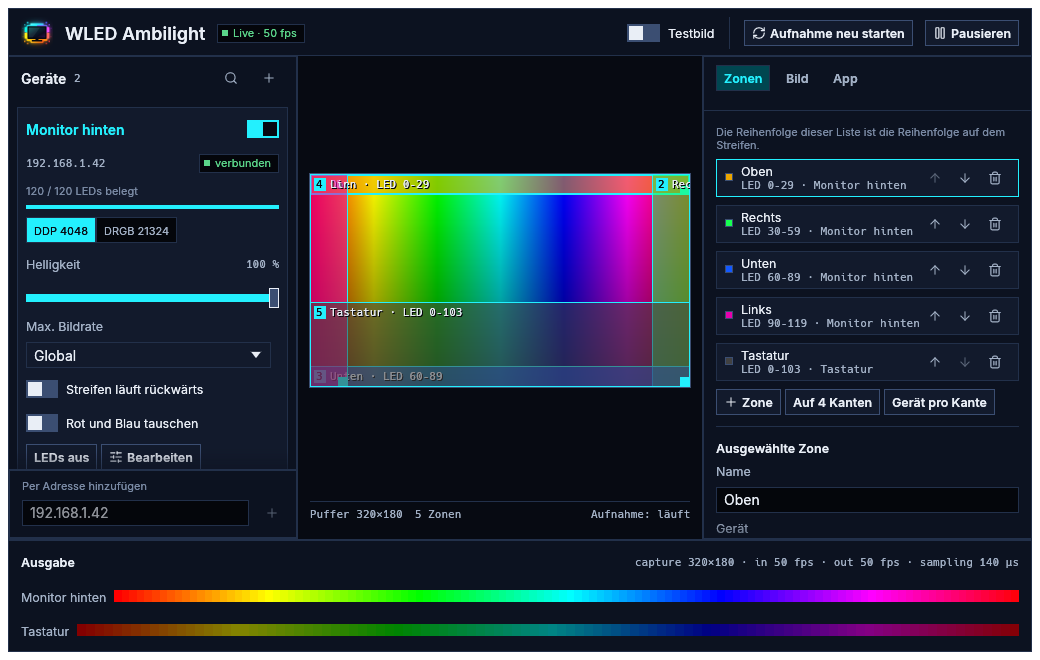 WLED Ambilight
Live · 50 fps
Testbild
Aufnahme neu starten
Pausieren
Geräte 2
Monitor hinten
192.168.1.42
verbunden
120 / 120 LEDs belegt
DDP 4048
DRGB 21324
Helligkeit
100 %
Max. Bildrate
Global
Streifen läuft rückwärts
Rot und Blau tauschen
LEDs aus
Bearbeiten
Per Adresse hinzufügen
192.168.1.42
4
· LED 0-29
2 Rec
5 Tastatur · LED 0-103
3 Unten · LED 60-89
Puffer 320×180 5 Zonen
Aufnahme: läuft
Zonen
Bild
App
Die Reihenfolge dieser Liste ist die Reihenfolge auf dem
Streifen.
Oben
LED 0-29 · Monitor hinten
Rechts
LED 30-59 · Monitor hinten
Unten
LED 60-89 · Monitor hinten
Links
LED 90-119 · Monitor hinten
Tastatur
LED 0-103 · Tastatur
Zone
Auf 4 Kanten
Gerät pro Kante
Ausgewählte Zone
Name
Oben
Gerät
Ausgabe
capture 320×180 · in 50 fps · out 50 fps · sampling 140 µs
Monitor hinten
Tastatur